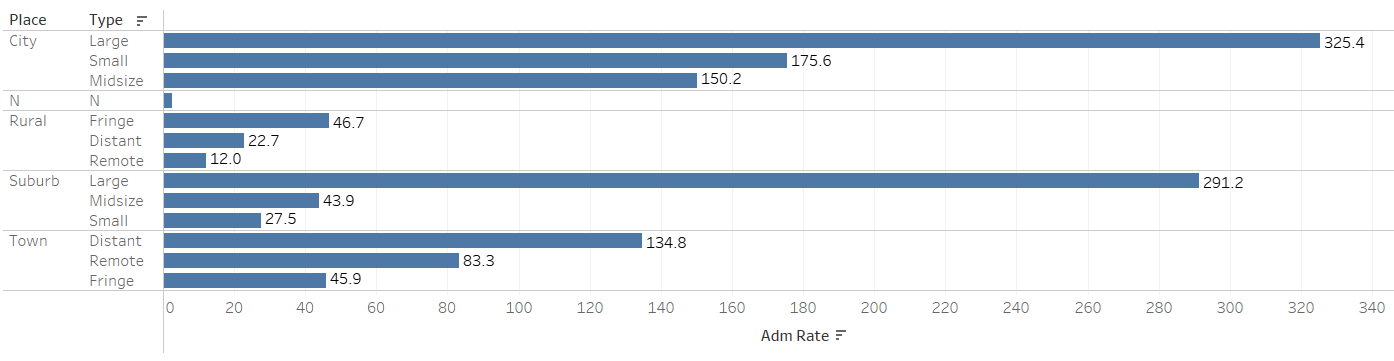 Place Type
City Large 325.4
Small 175.6
Midsize 150.2
N N
Rural Fringe 46.7
Distant 22.7
Remote 12.0
Suburb Large 291.2
Midsize 43.9
Small 27.5
Town Distant 134.8
Remote 83.3
Fringe 45.9
0 20 40 60 80 100 120 140 160 180 200 220 240 260 280 300 320 340
Adm Rate